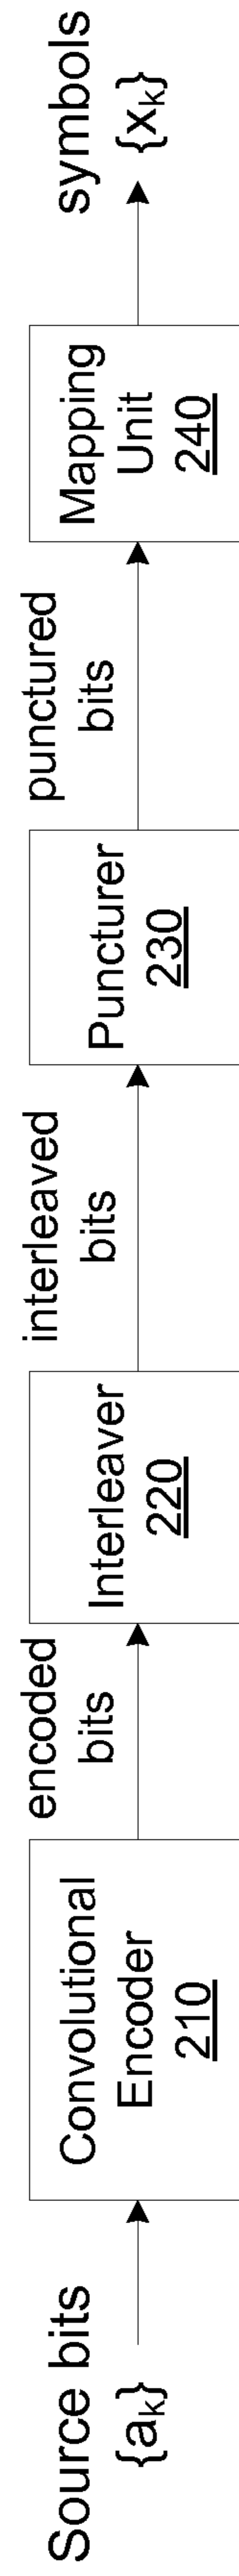 Source bits
{aₖ}
Convolutional
Encoder
210
encoded
bits
Interleaver
220
interleaved
bits
Puncturer
230
punctured
bits
Mapping
Unit
240
symbols
{xₖ}